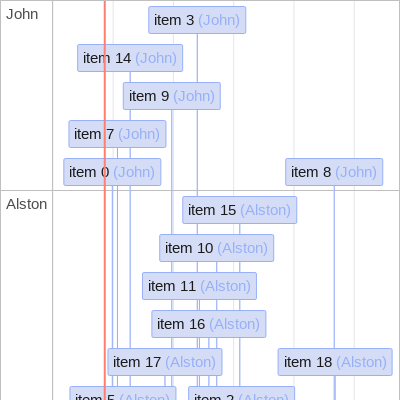 John
item 3 (John)
item 14 (John)
item 9 (John)
item 7 (John)
item 0 (John)
item 8 (John)
Alston
item 15 (Alston)
item 10 (Alston)
item 11 (Alston)
item 16 (Alston)
item 17 (Alston)
item 18 (Alston)
item 5 (Alston)
item 2 (Alston)